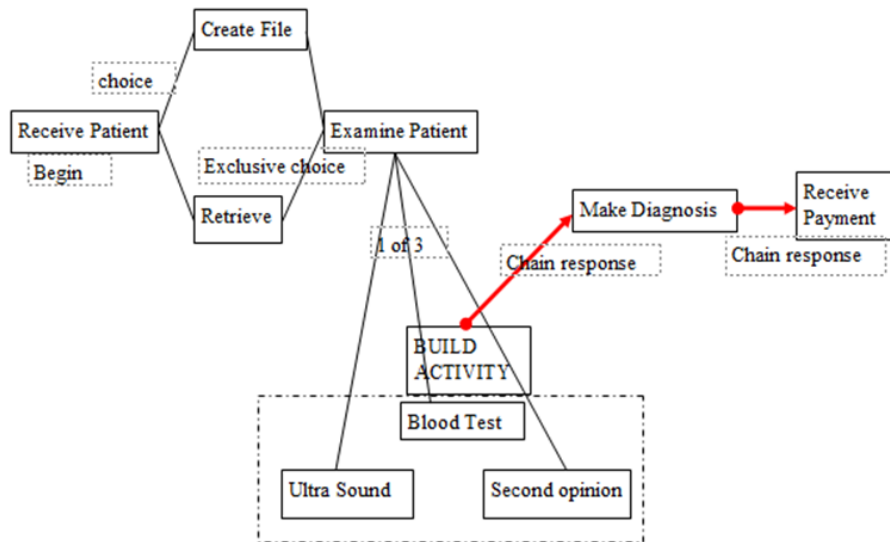 Create File
choice
Receive Patient
Examine Patient
Begin
Exclusive choice
Retrieve
Make Diagnosis
Receive
Payment
1 of 3
Chain response
Chain response
BUILD
ACTIVITY
Blood Test
Ultra Sound
Second opinion